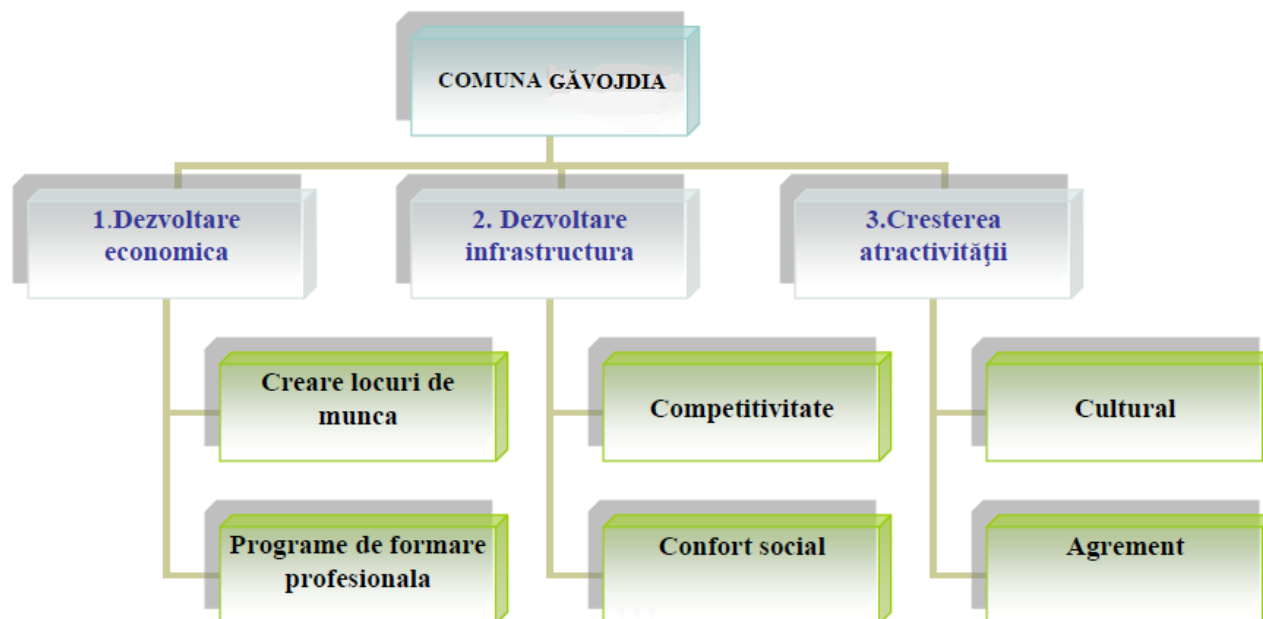 COMUNA GĂVOJDIA
1.Dezvoltare
economica
2. Dezvoltare
infrastructura
3.Cresterea
atractivităţii
Creare locuri de
munca
Competitivitate
Cultural
Programe de formare
profesionala
Confort social
Agrement